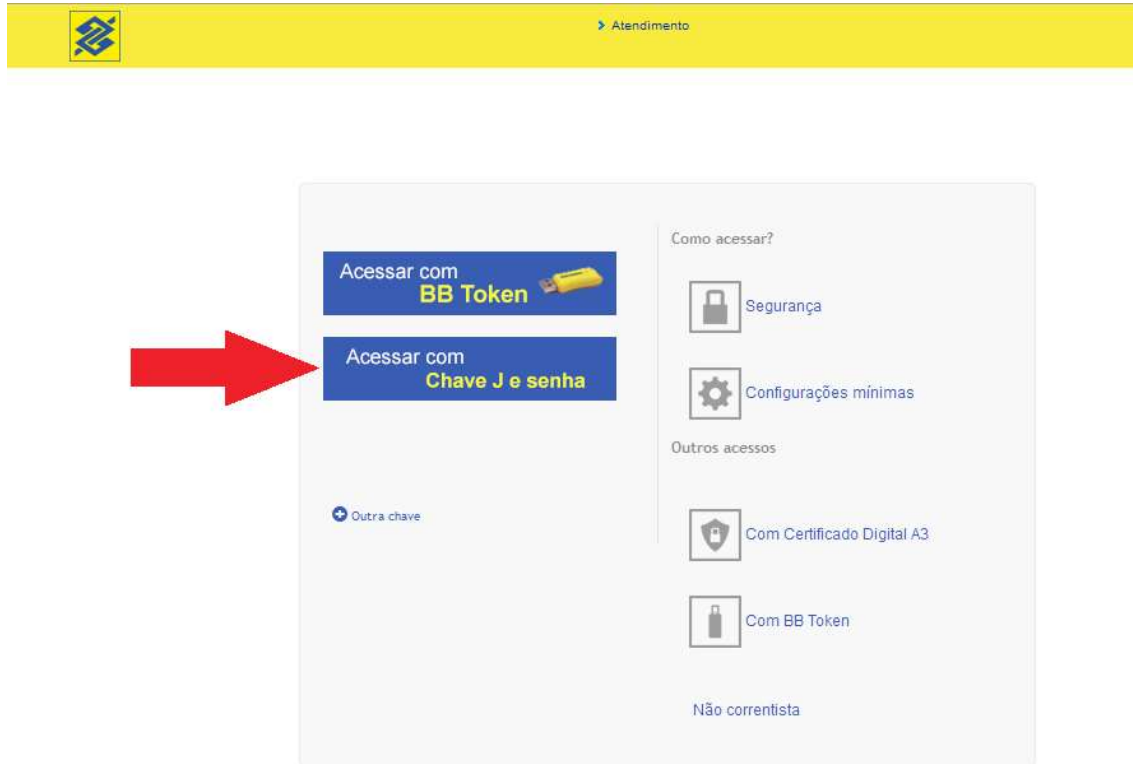 Atendimento
Acessar com
BB Token
Acessar com
Chave J e senha
Outra chave
Como acessar?
Segurança
Configurações mínimas
Outros acessos
Com Certificado Digital A3
Com BB Token
Não correntista